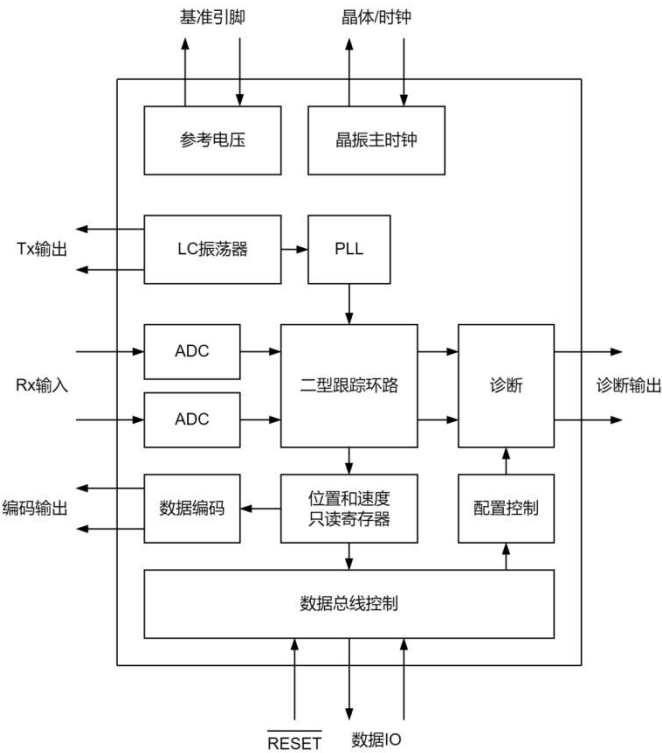 基准引脚
晶体/时钟
参考电压
晶振主时钟
Tx输出
LC振荡器
PLL
Rx输入
ADC
ADC
二型跟踪环路
诊断
诊断输出
编码输出
数据编码
位置和速度
只读寄存器
配置控制
数据总线控制
RESET
数据IO